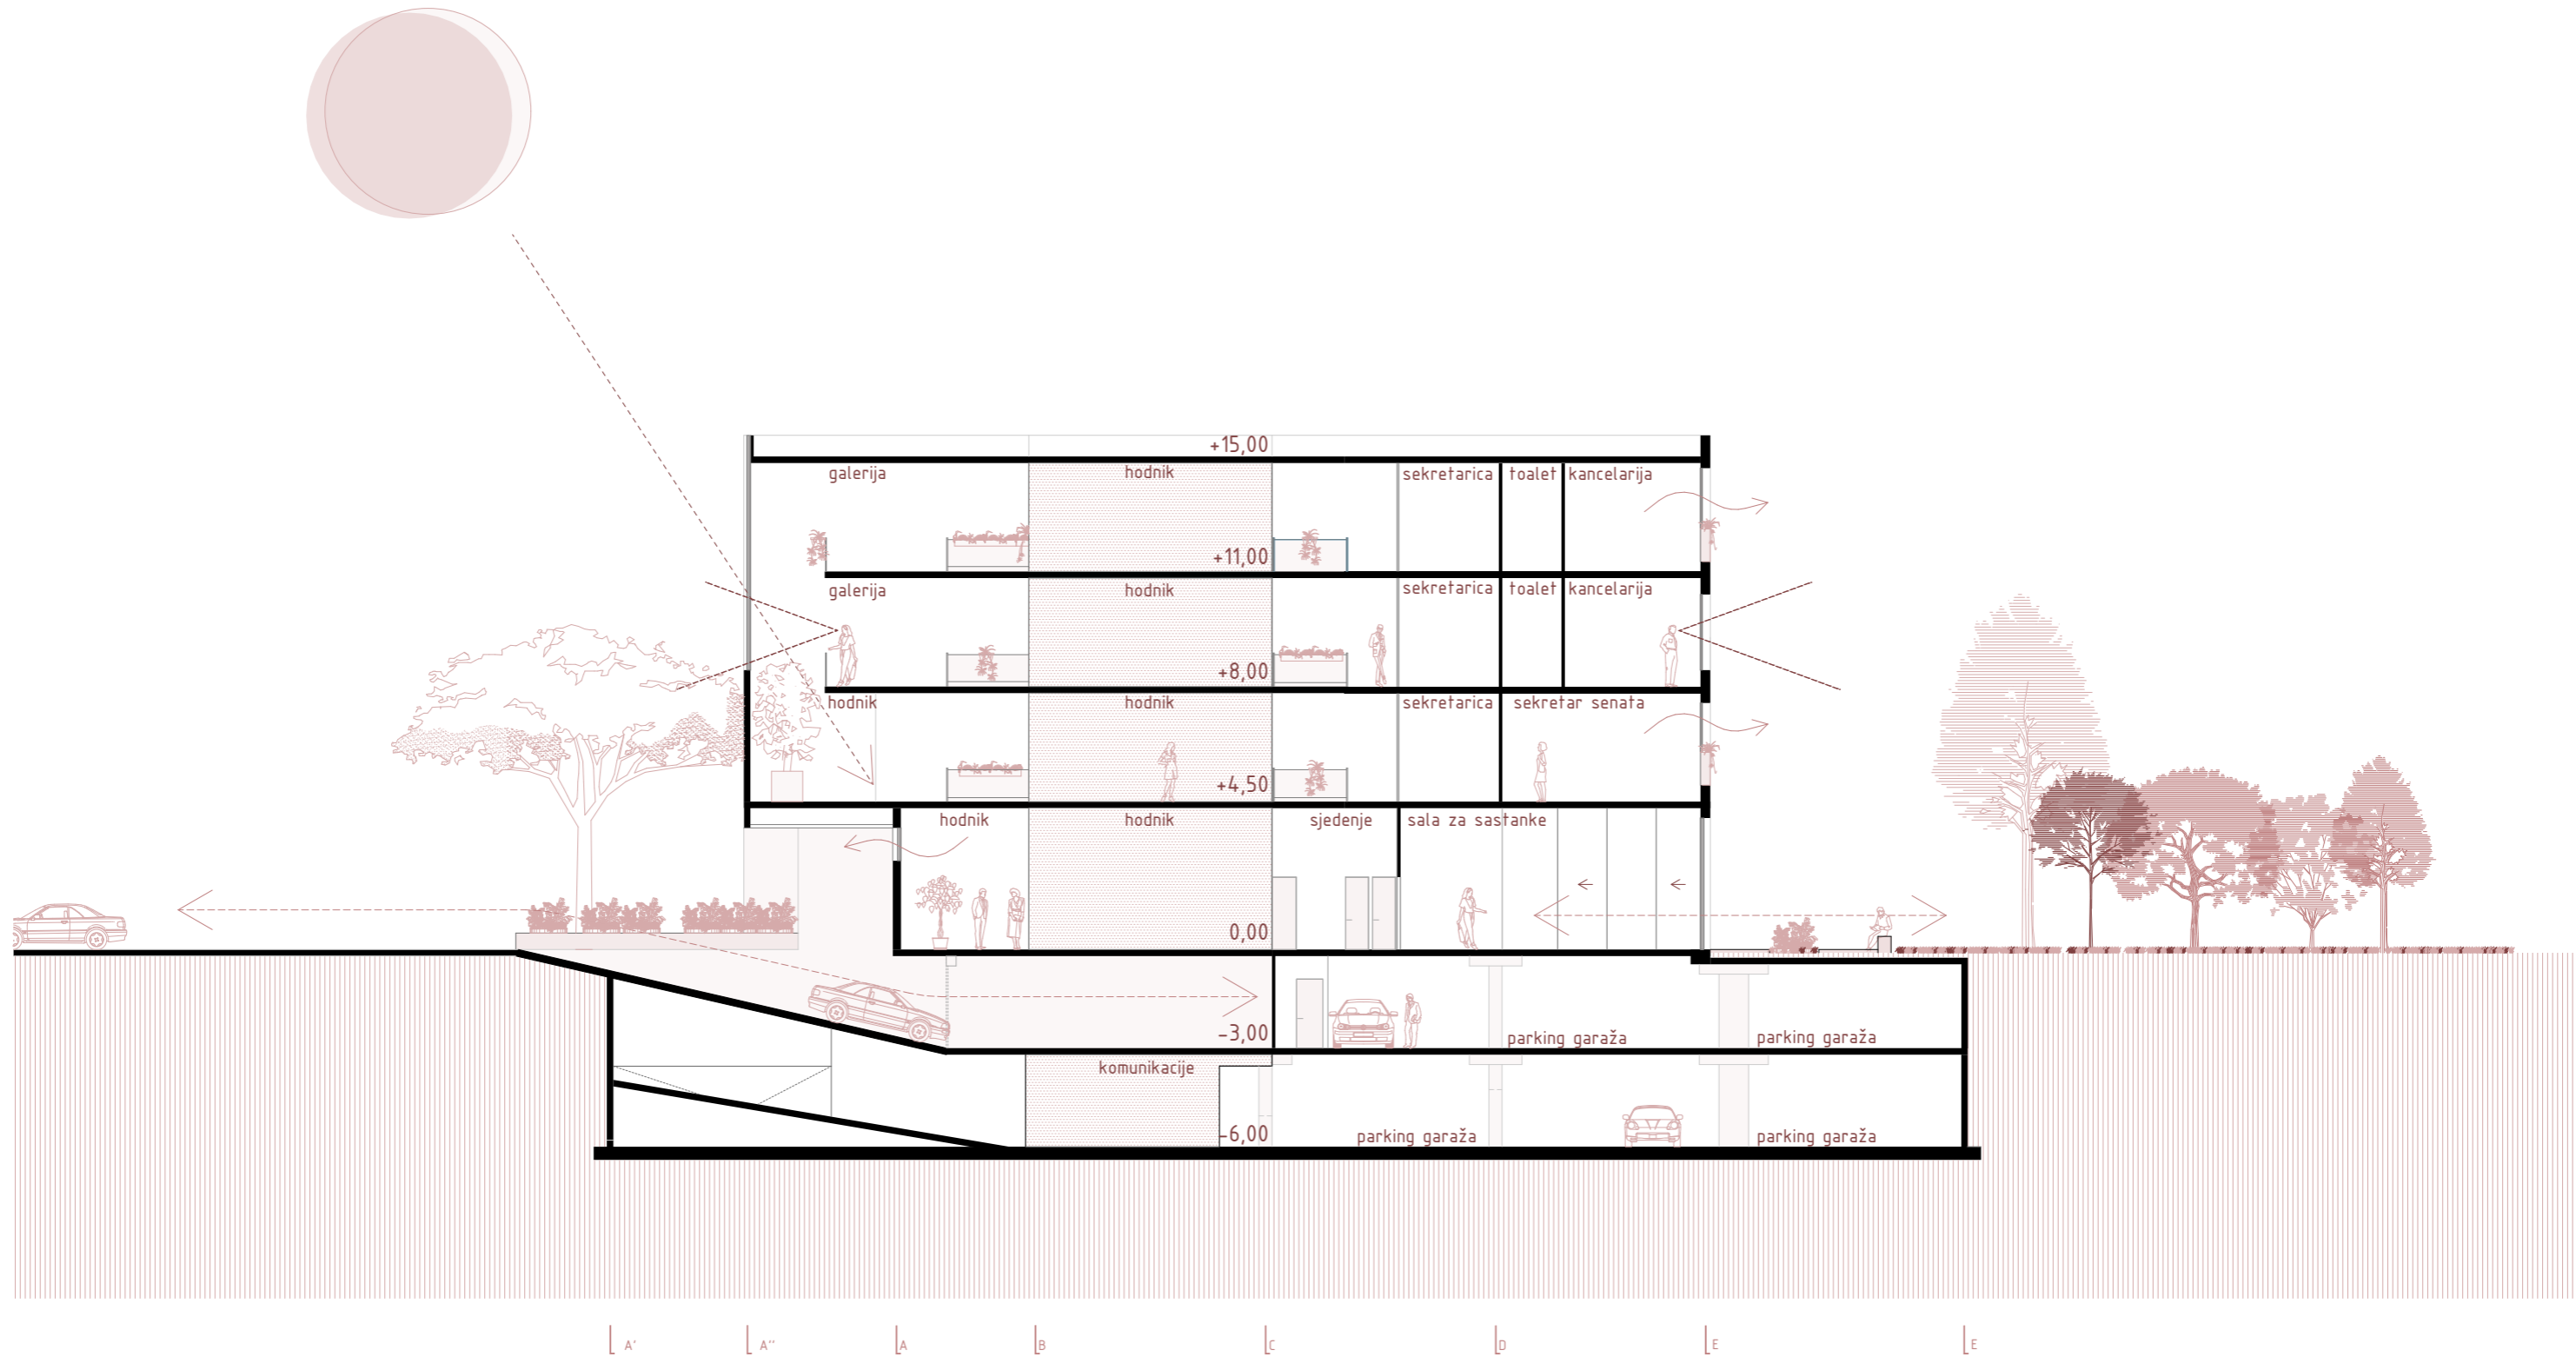 +15,00
galerija hodnik sekretarica toalet kancelarija
+11,00
galerija hodnik sekretarica toalet kancelarija
+8,00
hodnik hodnik sekretarica sekretar senata
+4,50
hodnik hodnik sjedenje sala za sastanke
0,00
-3,00
parking garaža parking garaža
komunikacije
-6,00
parking garaža parking garaža
A' A'' A B C D E E